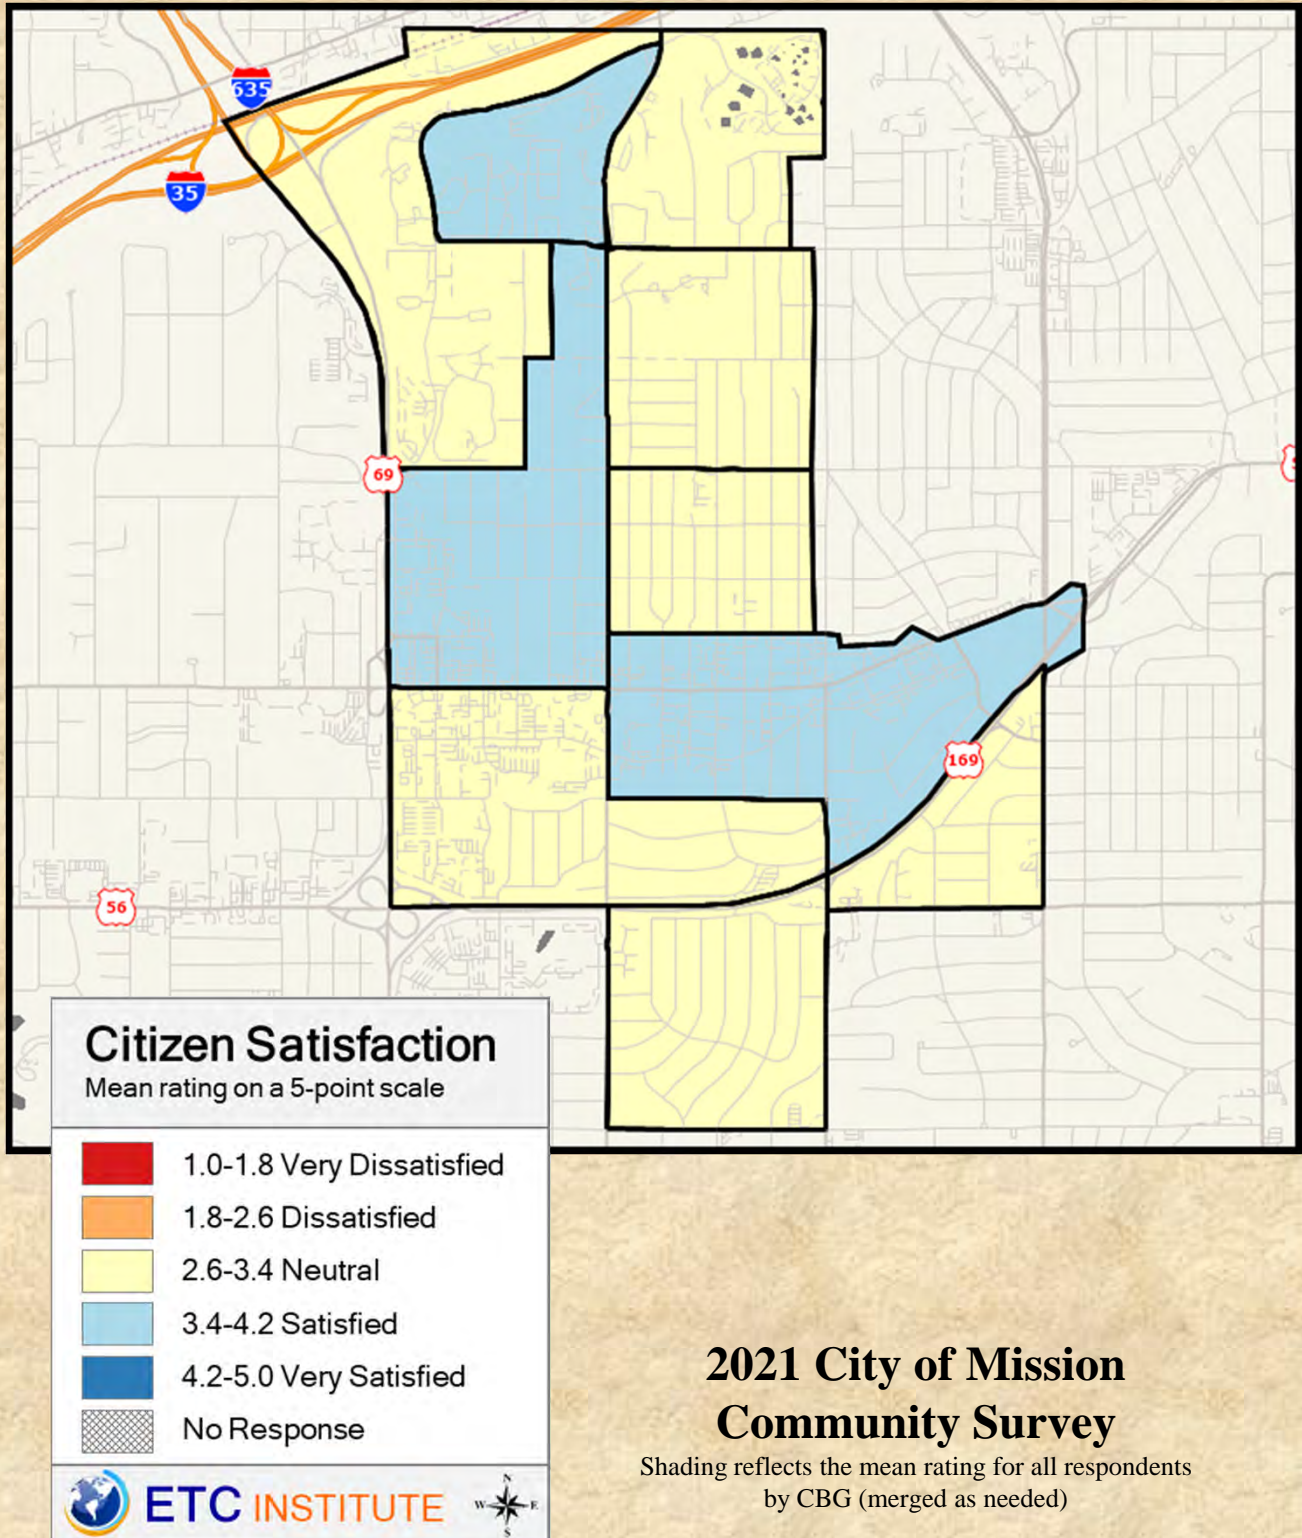 635
35
69
169
56
Citizen Satisfaction
Mean rating on a 5-point scale
1.0-1.8 Very Dissatisfied
1.8-2.6 Dissatisfied
2.6-3.4 Neutral
3.4-4.2 Satisfied
4.2-5.0 Very Satisfied
No Response
ETC INSTITUTE
N
W E
S
2021 City of Mission
Community Survey
Shading reflects the mean rating for all respondents
by CBG (merged as needed)